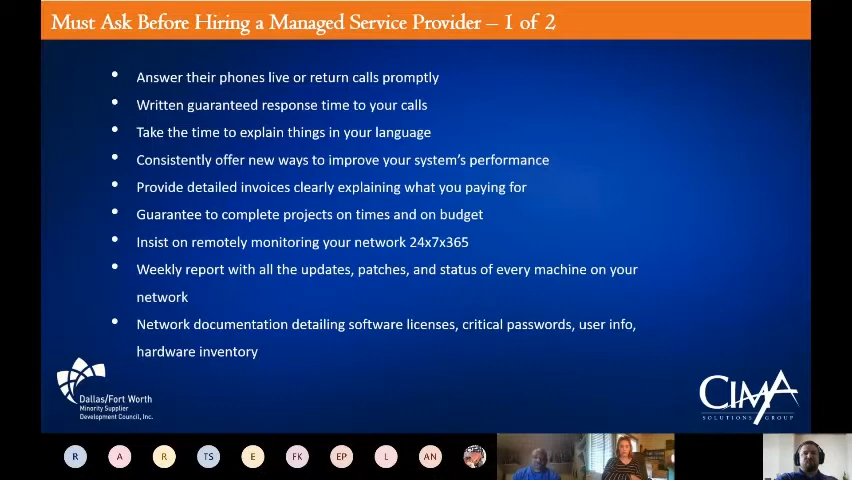 Must Ask Before Hiring a Managed Service Provider – 1 of 2
• Answer their phones live or return calls promptly
• Written guaranteed response time to your calls
• Take the time to explain things in your language
• Consistently offer new ways to improve your system's performance
• Provide detailed invoices clearly explaining what you paying for
• Guarantee to complete projects on times and on budget
• Insist on remotely monitoring your network 24x7x365
• Weekly report with all the updates, patches, and status of every machine on your
network
• Network documentation detailing software licenses, critical passwords, user info,
hardware inventory
Dallas/Fort Worth
Minority Supplier
Development Council, Inc.
CIMA
SOLUTIONS GROUP
R A R TS E FK EP L AN